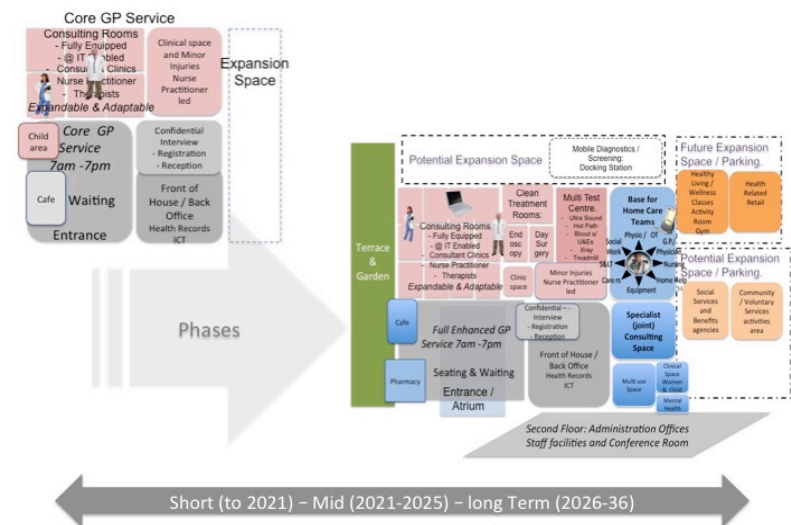 Core GP Service
Consulting Rooms
- Fully Equipped
- @ IT Enabled
- Consultant Clinics
Nurse Practitioner
- Therapists
Expandable & Adaptable
Clinical space
and Minor
Injuries
Nurse
Practitioner
led
Expansion
Space
Child
area
Core GP
Service
7am -7pm
Confidential
Interview
- Registration
- Reception
Cafe
Waiting
Entrance
Front of
House / Back
Office
Health Records
ICT
Phases
Terrace
&
Garden
Potential Expansion Space
Mobile Diagnostics /
Screening:
Docking Station
Future Expansion
Space / Parking.
Healthy
Living /
Wellness
Classes
Activity
Room
Gym
Health
Related
Retail
Consulting Rooms
- Fully Equipped
- @ IT Enabled
- Consultant Clinics
- Nurse Practitioner
- Therapists
Expandable & Adaptable
Clean
Treatment
Rooms:
End
osc
opy
Day
Sur
gery
Clinic
space
Multi Test
Centre.
- Ultra Sound
- Hot Path
- Blood s/
U&Es
- Xray
- Treadmill
Minor Injuries
Nurse Practitioner
led
Base for
Home Care
Teams
Physio / OT
Social
Work
G.P./
Physician
S&LT
Nursing
Care rs
Home Help
Equipment
Potential Expansion
Space / Parking.
Social
Services
and
Benefits
agencies
Community
/ Voluntary
Services
activities
area
Cafe
Full Enhanced GP
Service 7am -7pm
Confidential – -
Interview
- Registration
- Reception
Specialist
(joint)
Consulting
Space
Pharmacy
Seating & Waiting
Entrance /
Atrium
Front of House /
Back Office
Health Records
ICT
Multi use
Space
Clinical
Space
Women
& Child
Mental
Health
Second Floor: Administration Offices
Staff facilities and Conference Room
Short (to 2021) – Mid (2021-2025) – long Term (2026-36)